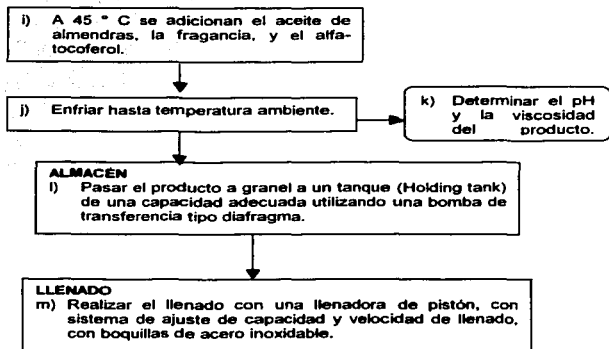 i) A 45 ° C se adicionan el aceite de
almendras, la fragancia, y el alfa-
tocoferol.
j) Enfriar hasta temperatura ambiente.
k) Determinar el pH
y la viscosidad
del producto.
ALMACÉN
l) Pasar el producto a granel a un tanque (Holding tank)
de una capacidad adecuada utilizando una bomba de
transferencia tipo diafragma.
LLENADO
m) Realizar el llenado con una llenadora de pistón, con
sistema de ajuste de capacidad y velocidad de llenado,
con boquillas de acero inoxidable.